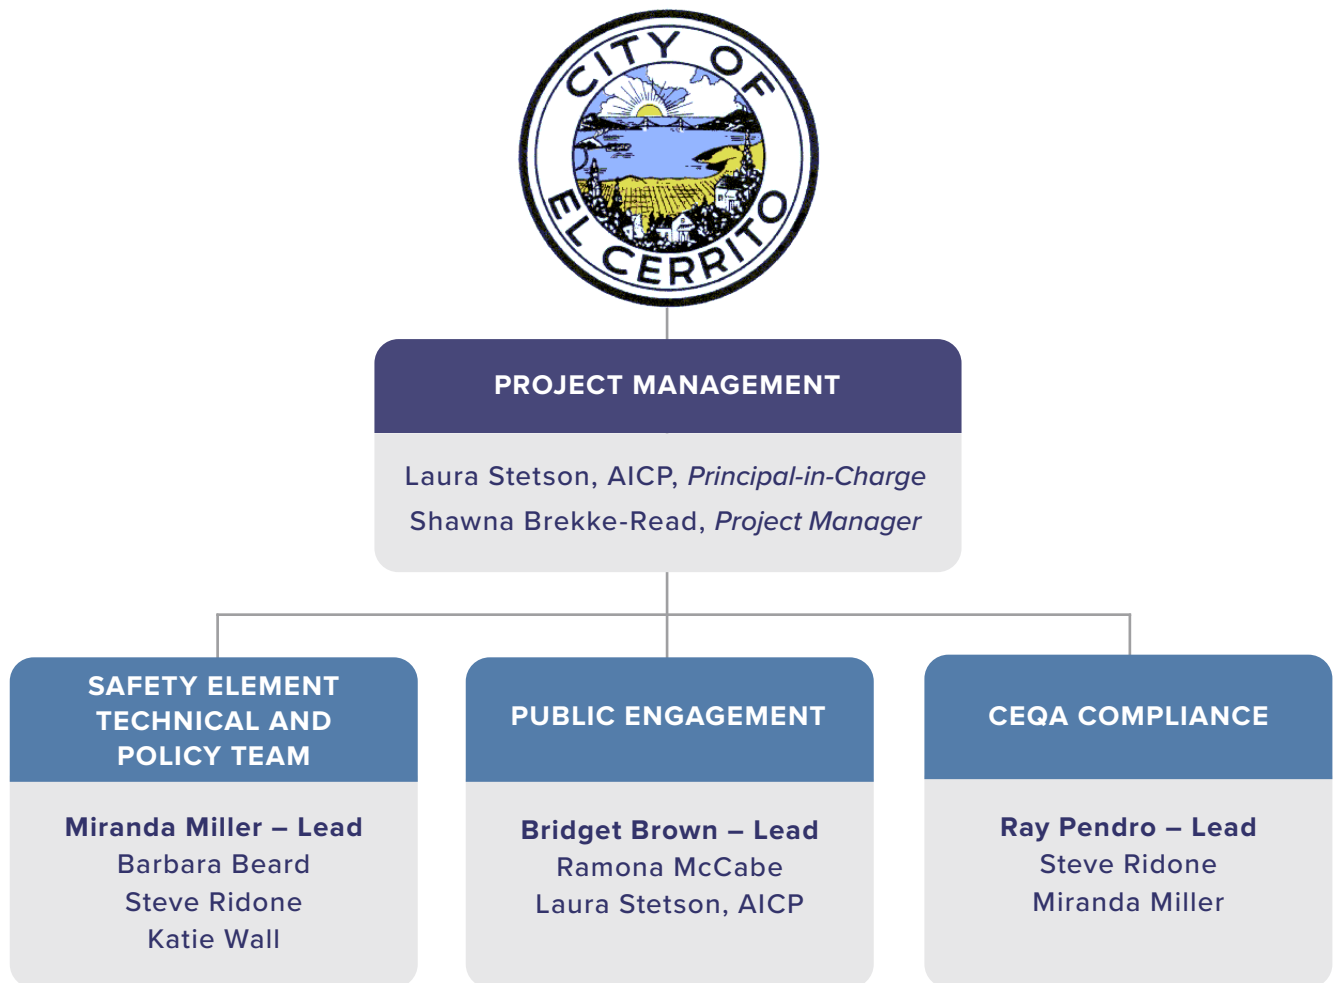 CITY OF
EL CERRITO
PROJECT MANAGEMENT
Laura Stetson, AICP, Principal-in-Charge
Shawna Brekke-Read, Project Manager
SAFETY ELEMENT
TECHNICAL AND
POLICY TEAM
Miranda Miller – Lead
Barbara Beard
Steve Ridone
Katie Wall
PUBLIC ENGAGEMENT
Bridget Brown – Lead
Ramona McCabe
Laura Stetson, AICP
CEQA COMPLIANCE
Ray Pendro – Lead
Steve Ridone
Miranda Miller